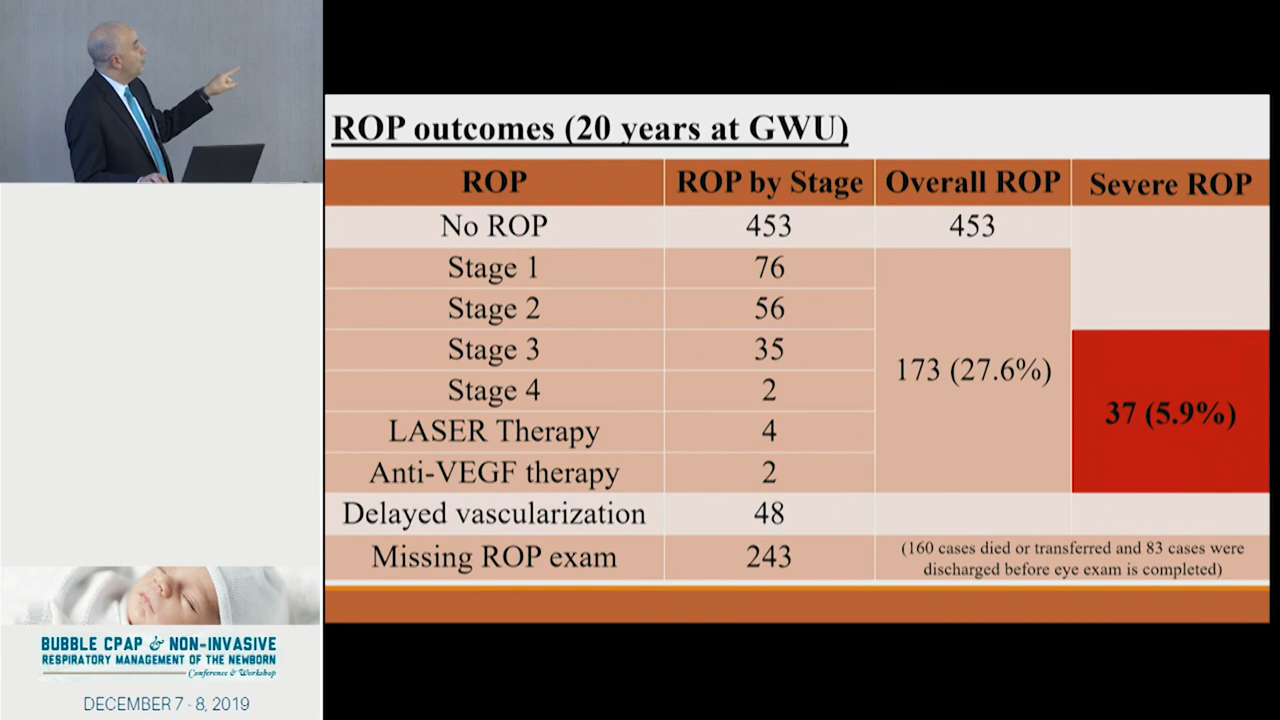 ROP outcomes (20 years at GWU)
ROP ROP by Stage Overall ROP Severe ROP
No ROP 453 453
Stage 1 76
Stage 2 56
Stage 3 35
173 (27.6%)
Stage 4 2
37 (5.9%)
LASER Therapy 4
Anti-VEGF therapy 2
Delayed vascularization 48
Missing ROP exam 243
(160 cases died or transferred and 83 cases were
discharged before eye exam is completed)
BUBBLE CPAP & NON-INVASIVE
RESPIRATORY MANAGEMENT OF THE NEWBORN
Conference & Workshop
DECEMBER 7 - 8, 2019